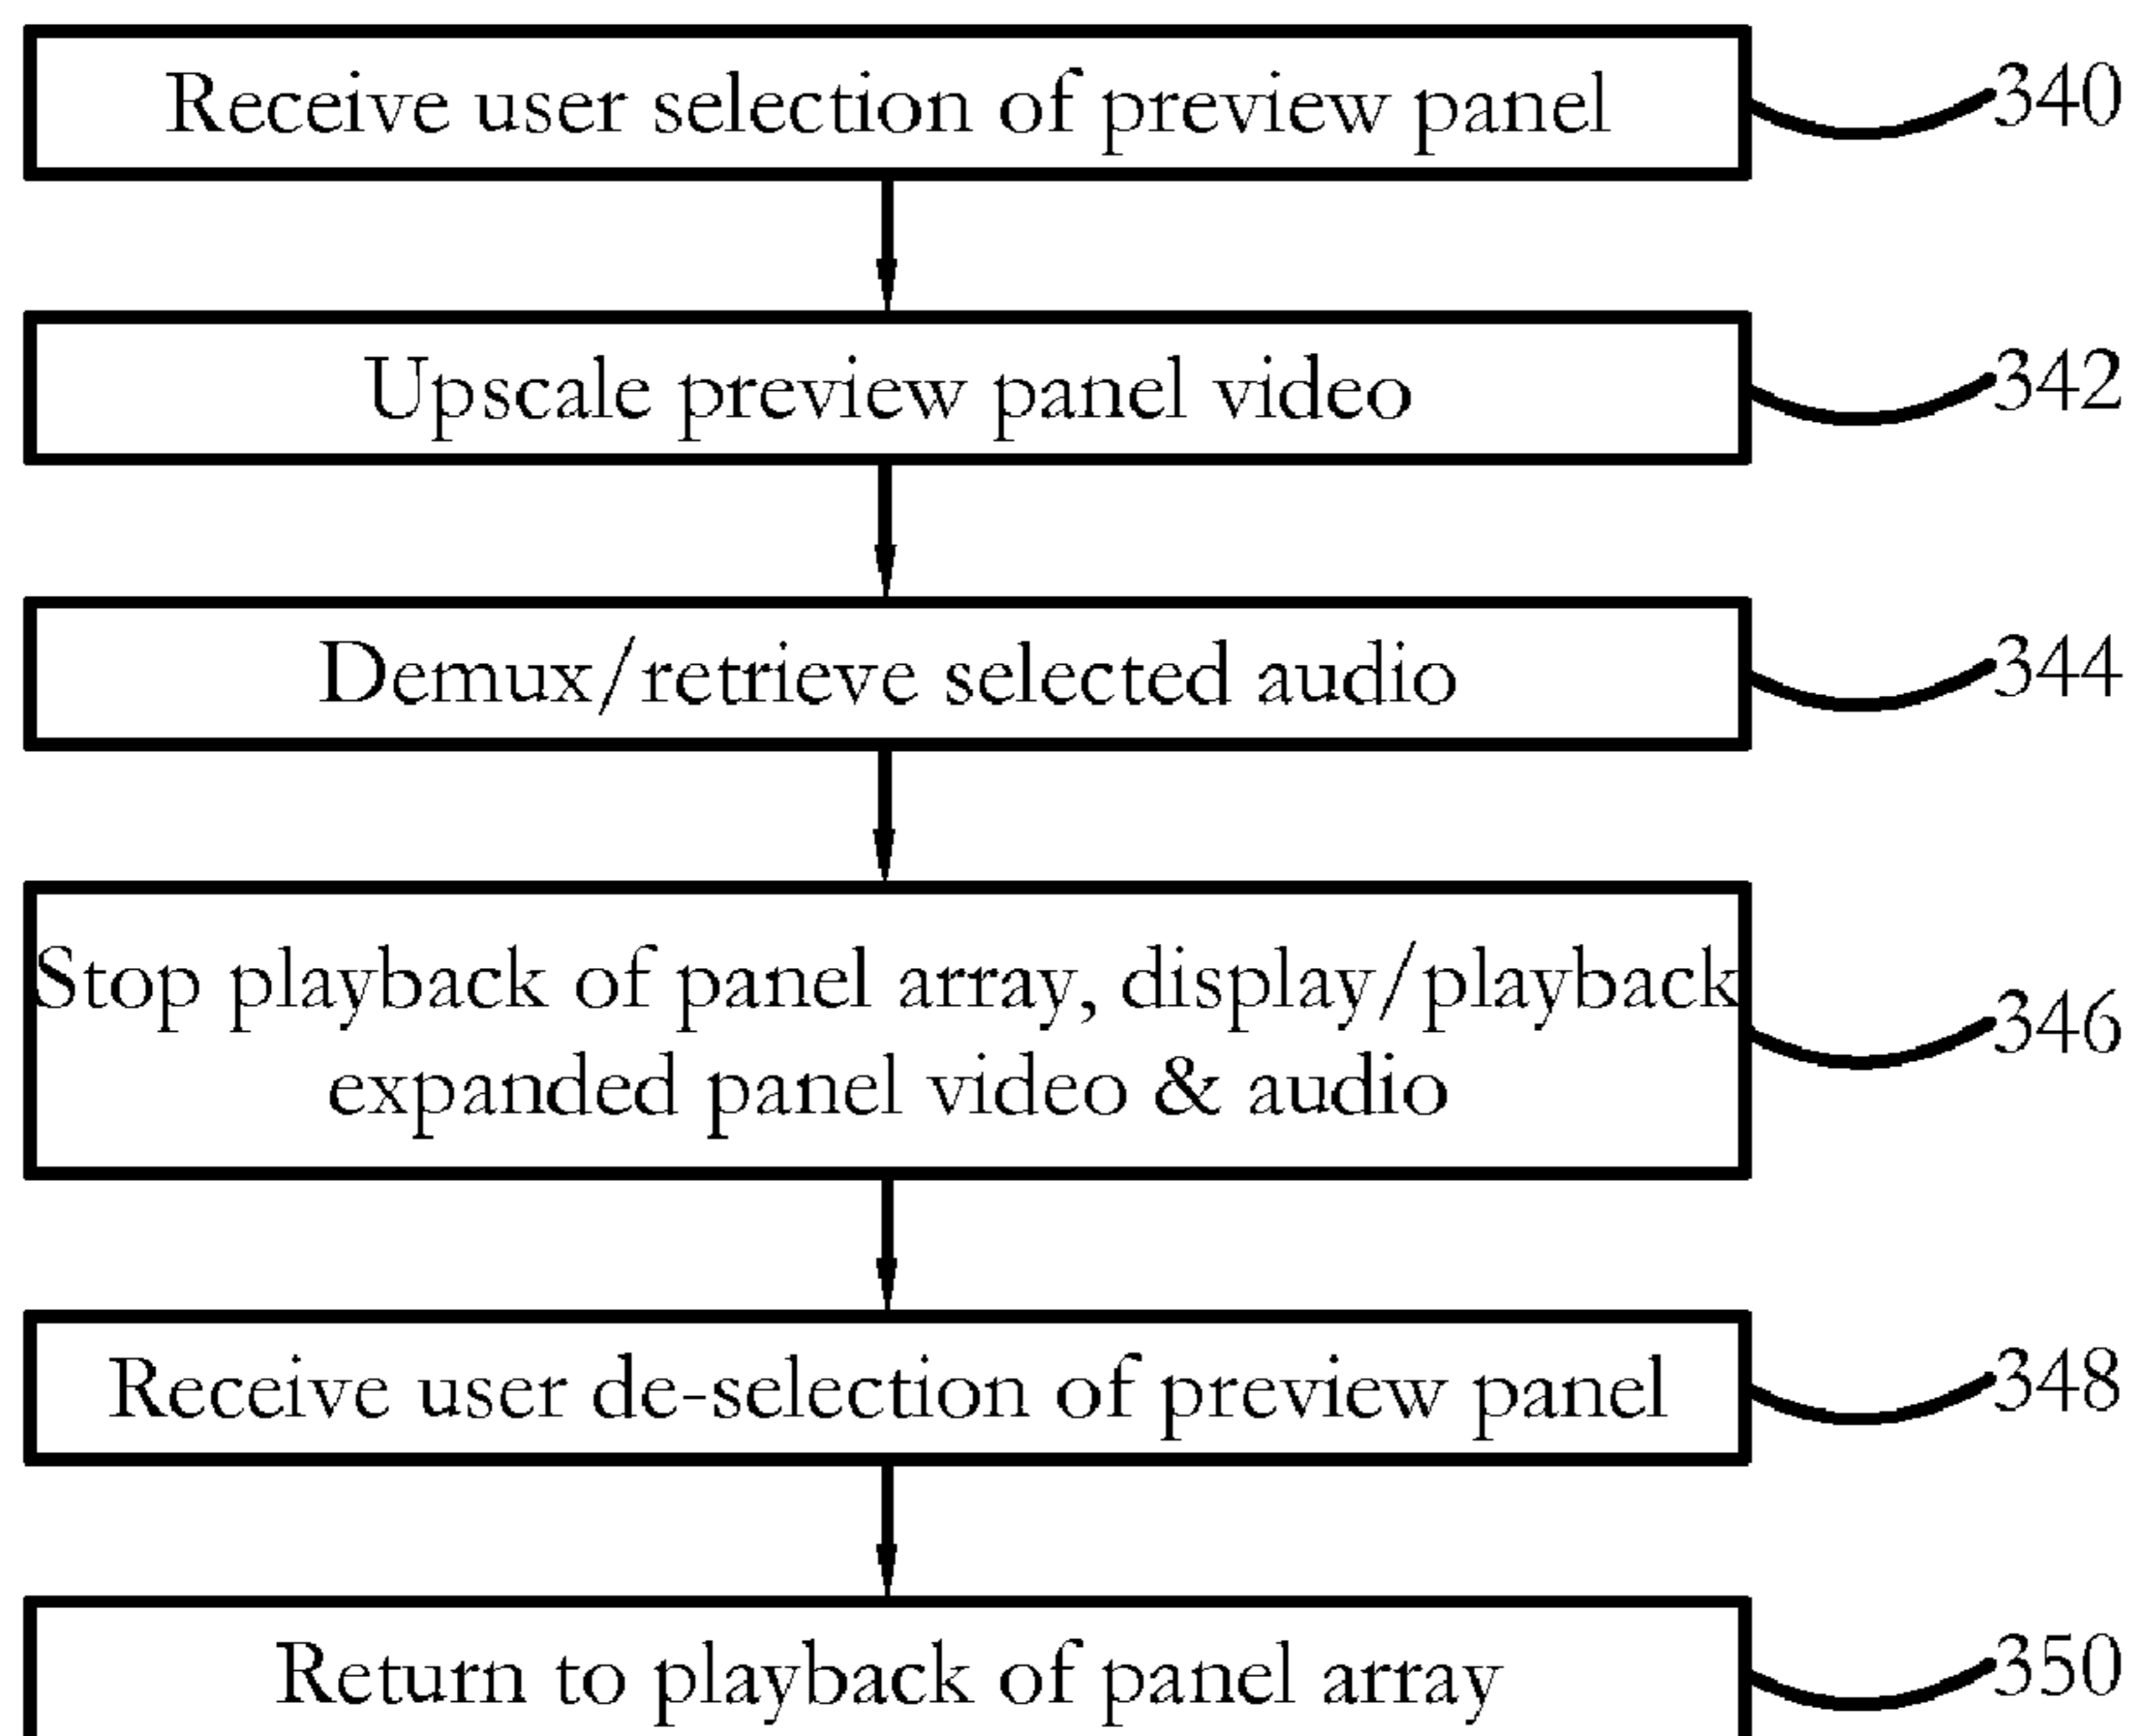 Receive user selection of preview panel 340
Upscale preview panel video 342
Demux/retrieve selected audio 344
Stop playback of panel array, display/playback
expanded panel video & audio
346
Receive user de-selection of preview panel 348
Return to playback of panel array 350